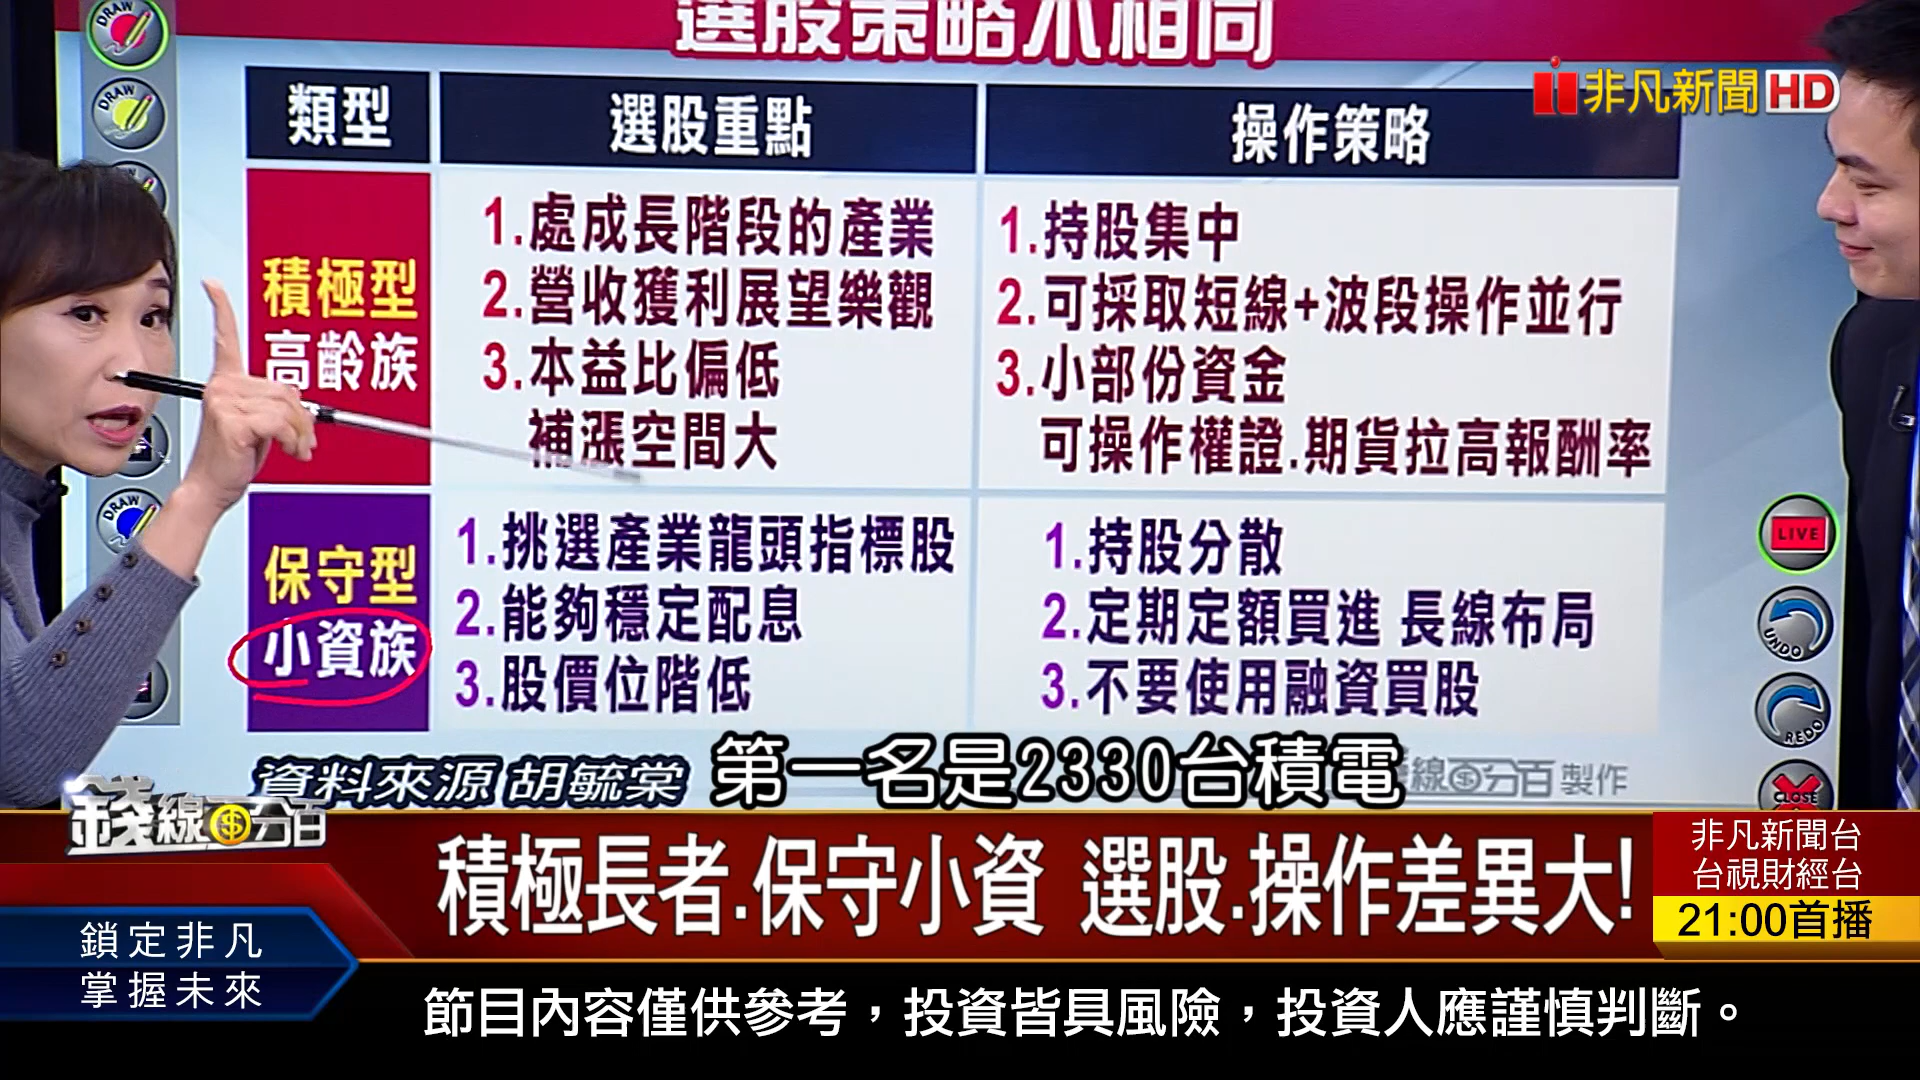 選股策略不相同
非凡新聞HD
DRAW
DRAW
類型
選股重點
操作策略
積極型
高齡族
1.處成長階段的產業
2.營收獲利展望樂觀
3.本益比偏低
補漲空間大
1.持股集中
2.可採取短線+波段操作並行
3.小部份資金
可操作權證.期貨拉高報酬率
DRAW
保守型
小資族
1.挑選產業龍頭指標股
2.能夠穩定配息
3.股價位階低
1.持股分散
2.定期定額買進 長線布局
3.不要使用融資買股
LIVE
UNDO
REDO
CLOSE
資料來源 胡毓棠
第一名是2330台積電
錢線百分百製作
錢線百分百
積極長者.保守小資 選股.操作差異大!
非凡新聞台
台視財經台
21:00首播
鎖定非凡
掌握未來
節目內容僅供參考，投資皆具風險，投資人應謹慎判斷。